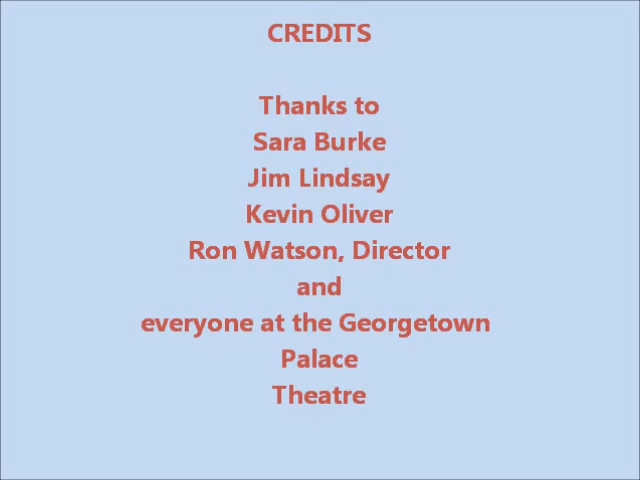 CREDITS
Thanks to
Sara Burke
Jim Lindsay
Kevin Oliver
Ron Watson, Director
and
everyone at the Georgetown
Palace
Theatre